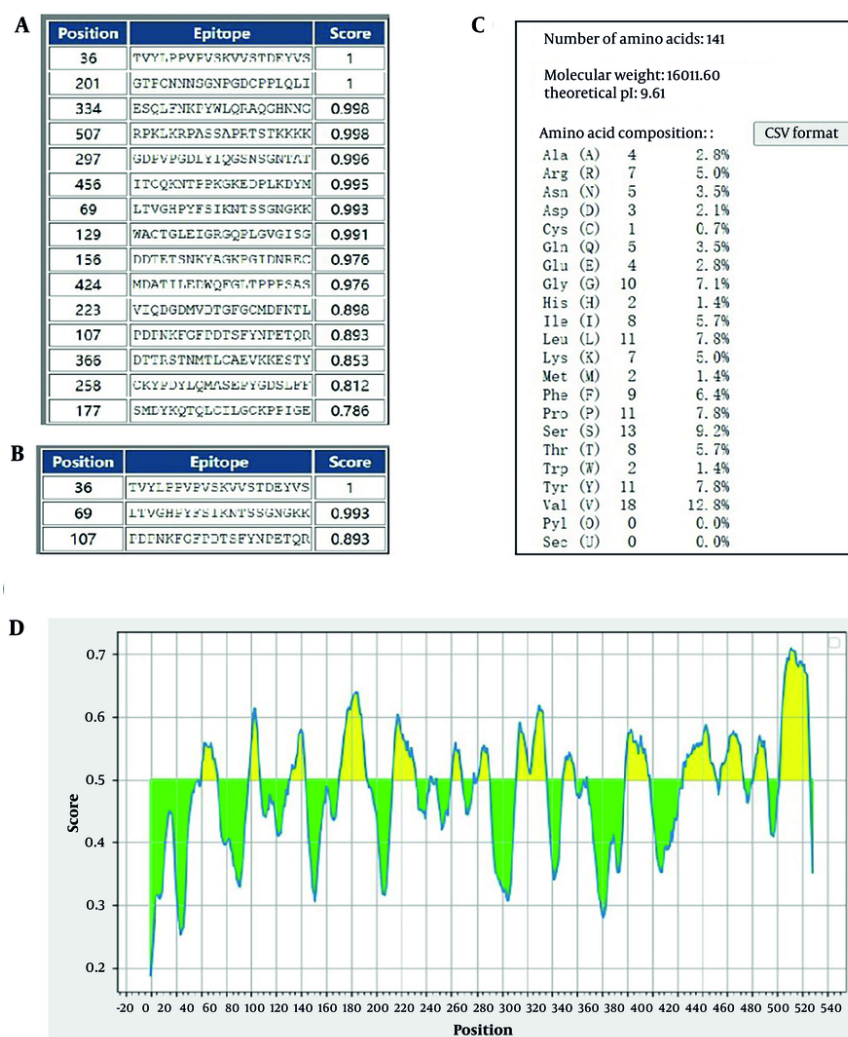 A
Position Epitope Score
36 TVYLPPVPVSKVVSTDEYVS 1
201 GTPCNNNSGNPGDCPPLQLI 1
334 ESQLFNKPYWLQRAQGHNNG 0.998
507 RPKLKRPASSAPRTSTKKKK 0.998
297 GDPVPGDLYIQGSNSGNTAT 0.996
456 ITCQKNTPPKGKEDPLKDYM 0.995
69 LTVGHPYFSIKNTSSGNGKK 0.993
129 WACTGLEIGRGQPLGVGISG 0.991
156 DDTETSNKYAGKPGIDNREC 0.976
424 MDATILEDWQFGLTPPPSAS 0.976
223 VIQDGDMVDTGFGCMDFNTL 0.898
107 PDPNKFGFPDTSFYNPETQR 0.893
366 DTTRSTNMTLCAEVKKESTY 0.853
258 CKYPDYLQMASEPYGDSLFF 0.812
177 SMDYKQTQLCILGCKPPIGE 0.786
B
Position Epitope Score
36 TVYLPPVPVSKVVSTDEYVS 1
69 LTVGHPYFSIKNTSSGNGKK 0.993
107 PDPNKFGFPDTSFYNPETQR 0.893
C
Number of amino acids: 141
Molecular weight: 16011.60
theoretical pI: 9.61
Amino acid composition:: CSV format
Ala (A) 4 2.8%
Arg (R) 7 5.0%
Asn (N) 5 3.5%
Asp (D) 3 2.1%
Cys (C) 1 0.7%
Gln (Q) 5 3.5%
Glu (E) 4 2.8%
Gly (G) 10 7.1%
His (H) 2 1.4%
Ile (I) 8 5.7%
Leu (L) 11 7.8%
Lys (K) 7 5.0%
Met (M) 2 1.4%
Phe (F) 9 6.4%
Pro (P) 11 7.8%
Ser (S) 13 9.2%
Thr (T) 8 5.7%
Trp (W) 2 1.4%
Tyr (Y) 11 7.8%
Val (V) 18 12.8%
Pyl (O) 0 0.0%
Sec (U) 0 0.0%
D
0.7
0.6
0.5
0.4
0.3
0.2
Score
-20 0 20 40 60 80 100 120 140 160 180 200 220 240 260 280 300 320 340 360 380 400 420 440 460 480 500 520 540
Position